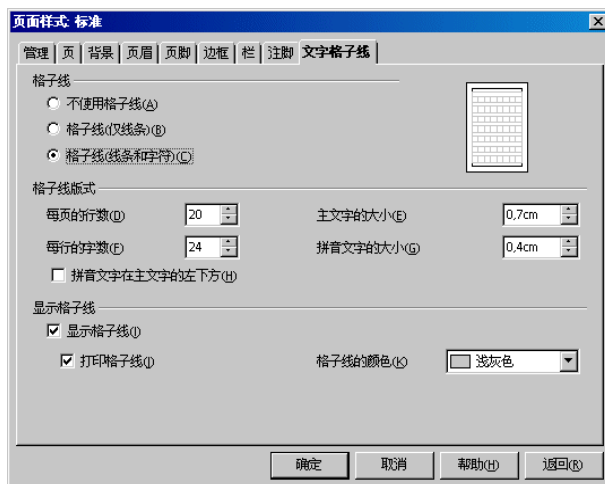 页面样式: 标准
管理 页 背景 页眉 页脚 边框 栏 注脚 文字格子线
格子线
不使用格子线(A)
格子线(仅线条)(B)
格子线(线条和字符)(C)
格子线版式
每页的行数(D) 20 主文字的大小(E) 0,7cm
每行的字数(F) 24 拼音文字的大小(G) 0,4cm
拼音文字在主文字的左下方(H)
显示格子线
显示格子线(I)
打印格子线(J) 格子线的颜色(K) 浅灰色
确定 取消 帮助(H) 返回(R)